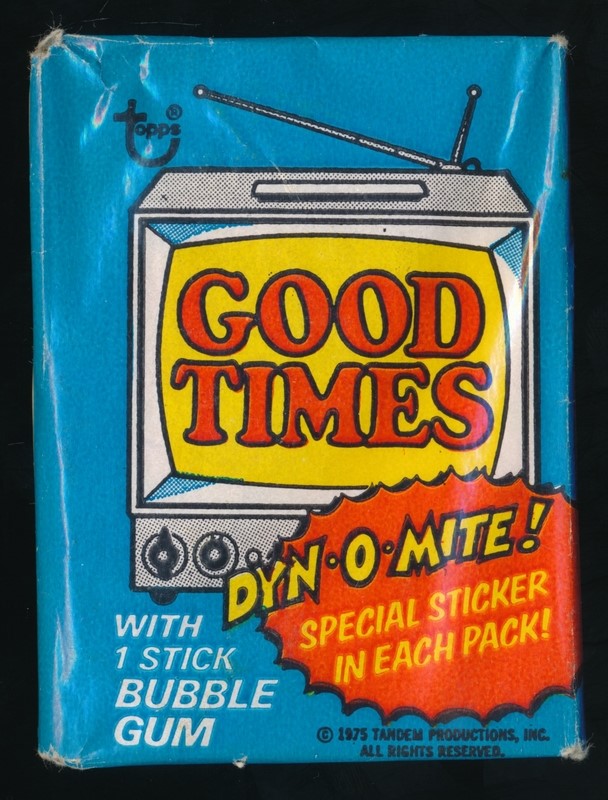 topps®
GOOD
TIMES
DYN·O·MITE!
SPECIAL STICKER
IN EACH PACK!
WITH
1 STICK
BUBBLE
GUM
© 1975 TANDEM PRODUCTIONS, INC.
ALL RIGHTS RESERVED.